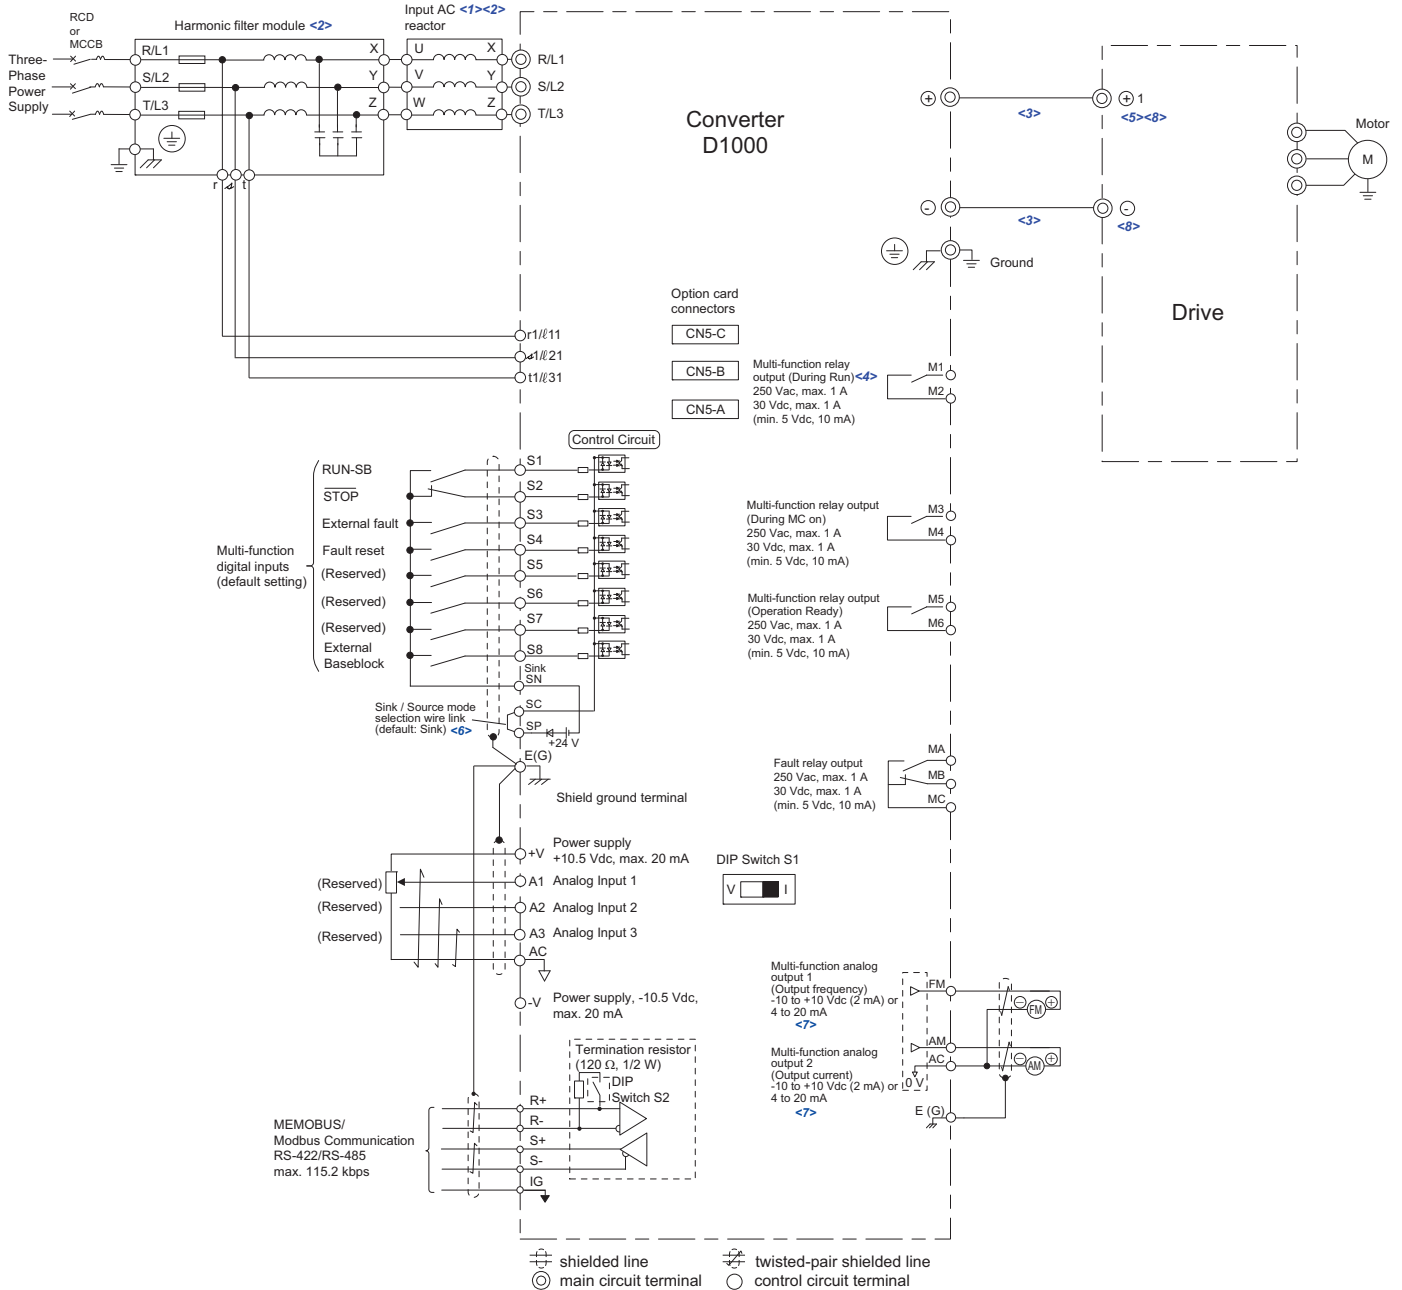 RCD
or
MCCB
Three-
Phase
Power
Supply
Harmonic filter module <2>
R/L1
S/L2
T/L3
X
Y
Z
r
t
Input AC <1><2>
reactor
U
V
W
X
Y
Z
R/L1
S/L2
T/L3
Converter
D1000
+
<3>
+ 1
<5><8>
-
<3>
-
<8>
Ground
Motor
M
Drive
r1/ℓ11
1/ℓ21
t1/ℓ31
Option card
connectors
CN5-C
CN5-B
CN5-A
Multi-function relay
output (During Run) <4>
250 Vac, max. 1 A
30 Vdc, max. 1 A
(min. 5 Vdc, 10 mA)
M1
M2
Multi-function relay output
(During MC on)
250 Vac, max. 1 A
30 Vdc, max. 1 A
(min. 5 Vdc, 10 mA)
M3
M4
Multi-function relay output
(Operation Ready)
250 Vac, max. 1 A
30 Vdc, max. 1 A
(min. 5 Vdc, 10 mA)
M5
M6
Fault relay output
250 Vac, max. 1 A
30 Vdc, max. 1 A
(min. 5 Vdc, 10 mA)
MA
MB
MC
Control Circuit
Multi-function
digital inputs
(default setting)
RUN-SB
STOP
External fault
Fault reset
(Reserved)
(Reserved)
(Reserved)
External
Baseblock
S1
S2
S3
S4
S5
S6
S7
S8
Sink
SN
SC
SP
+24 V
Sink / Source mode
selection wire link
(default: Sink) <6>
E(G)
Shield ground terminal
+V
Power supply
+10.5 Vdc, max. 20 mA
(Reserved)
A1 Analog Input 1
(Reserved)
A2 Analog Input 2
(Reserved)
A3 Analog Input 3
AC
-V
Power supply, -10.5 Vdc,
max. 20 mA
DIP Switch S1
V
I
Multi-function analog
output 1
(Output frequency)
-10 to +10 Vdc (2 mA) or
4 to 20 mA
<7>
Multi-function analog
output 2
(Output current)
-10 to +10 Vdc (2 mA) or
4 to 20 mA
<7>
FM
AM
AC
0 V
E (G)
FM
AM
Termination resistor
(120 Ω, 1/2 W)
DIP
Switch S2
MEMOBUS/
Modbus Communication
RS-422/RS-485
max. 115.2 kbps
R+
R-
S+
S-
IG
shielded line
twisted-pair shielded line
main circuit terminal
control circuit terminal